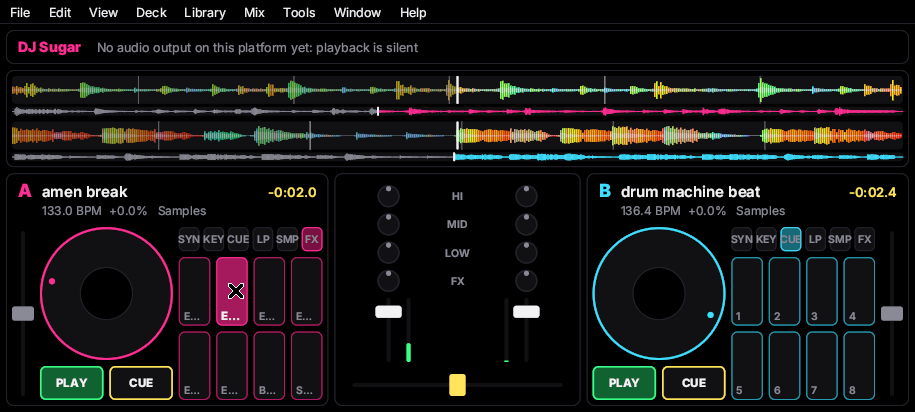 File Edit View Deck Library Mix Tools Window Help
DJ Sugar No audio output on this platform yet: playback is silent
A amen break -0:02.0
133.0 BPM +0.0% Samples
SYN KEY CUE LP SMP FX
E... E... E... E...
E... E... B... S...
PLAY CUE
HI
MID
LOW
FX
B drum machine beat -0:02.4
136.4 BPM +0.0% Samples
SYN KEY CUE LP SMP FX
1 2 3 4
5 6 7 8
PLAY CUE